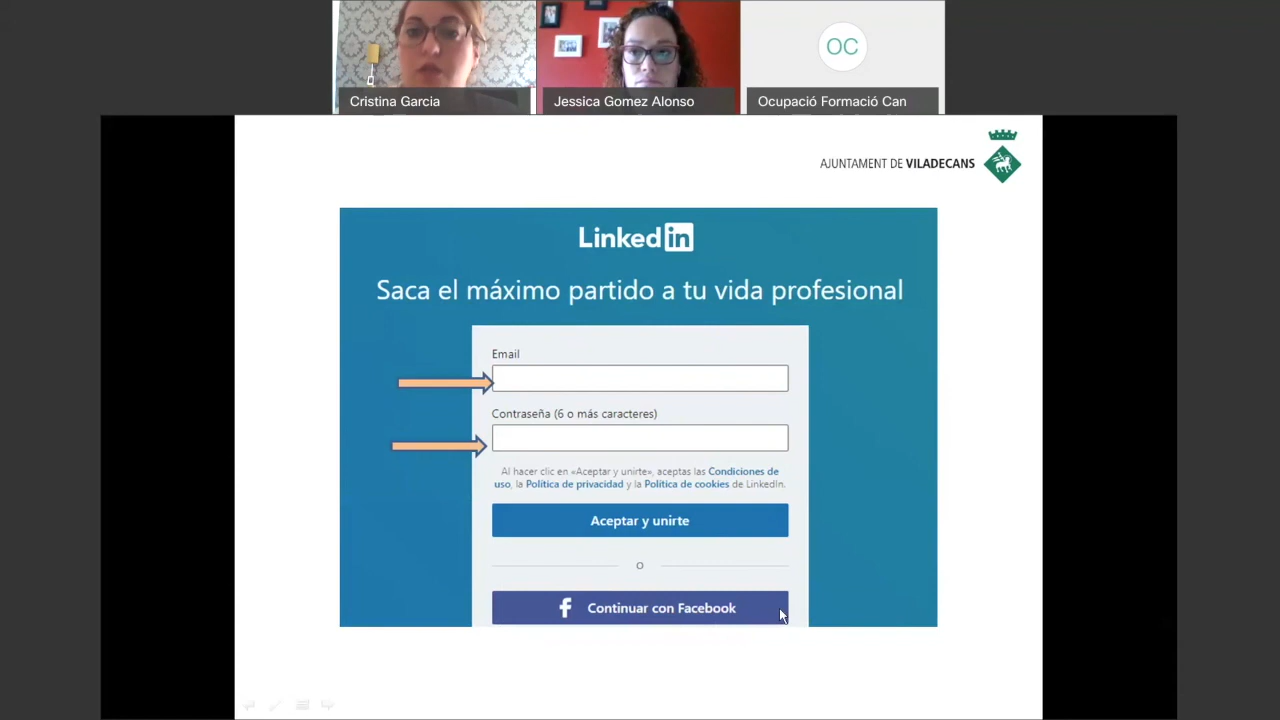 Cristina Garcia
Jessica Gomez Alonso
OC
Ocupació Formació Can
AJUNTAMENT DE VILADECANS
Linked in
Saca el máximo partido a tu vida profesional
Email
Contraseña (6 o más caracteres)
Al hacer clic en «Aceptar y unirte», aceptas las Condiciones de
uso, la Política de privacidad y la Política de cookies de LinkedIn.
Aceptar y unirte
O
f Continuar con Facebook